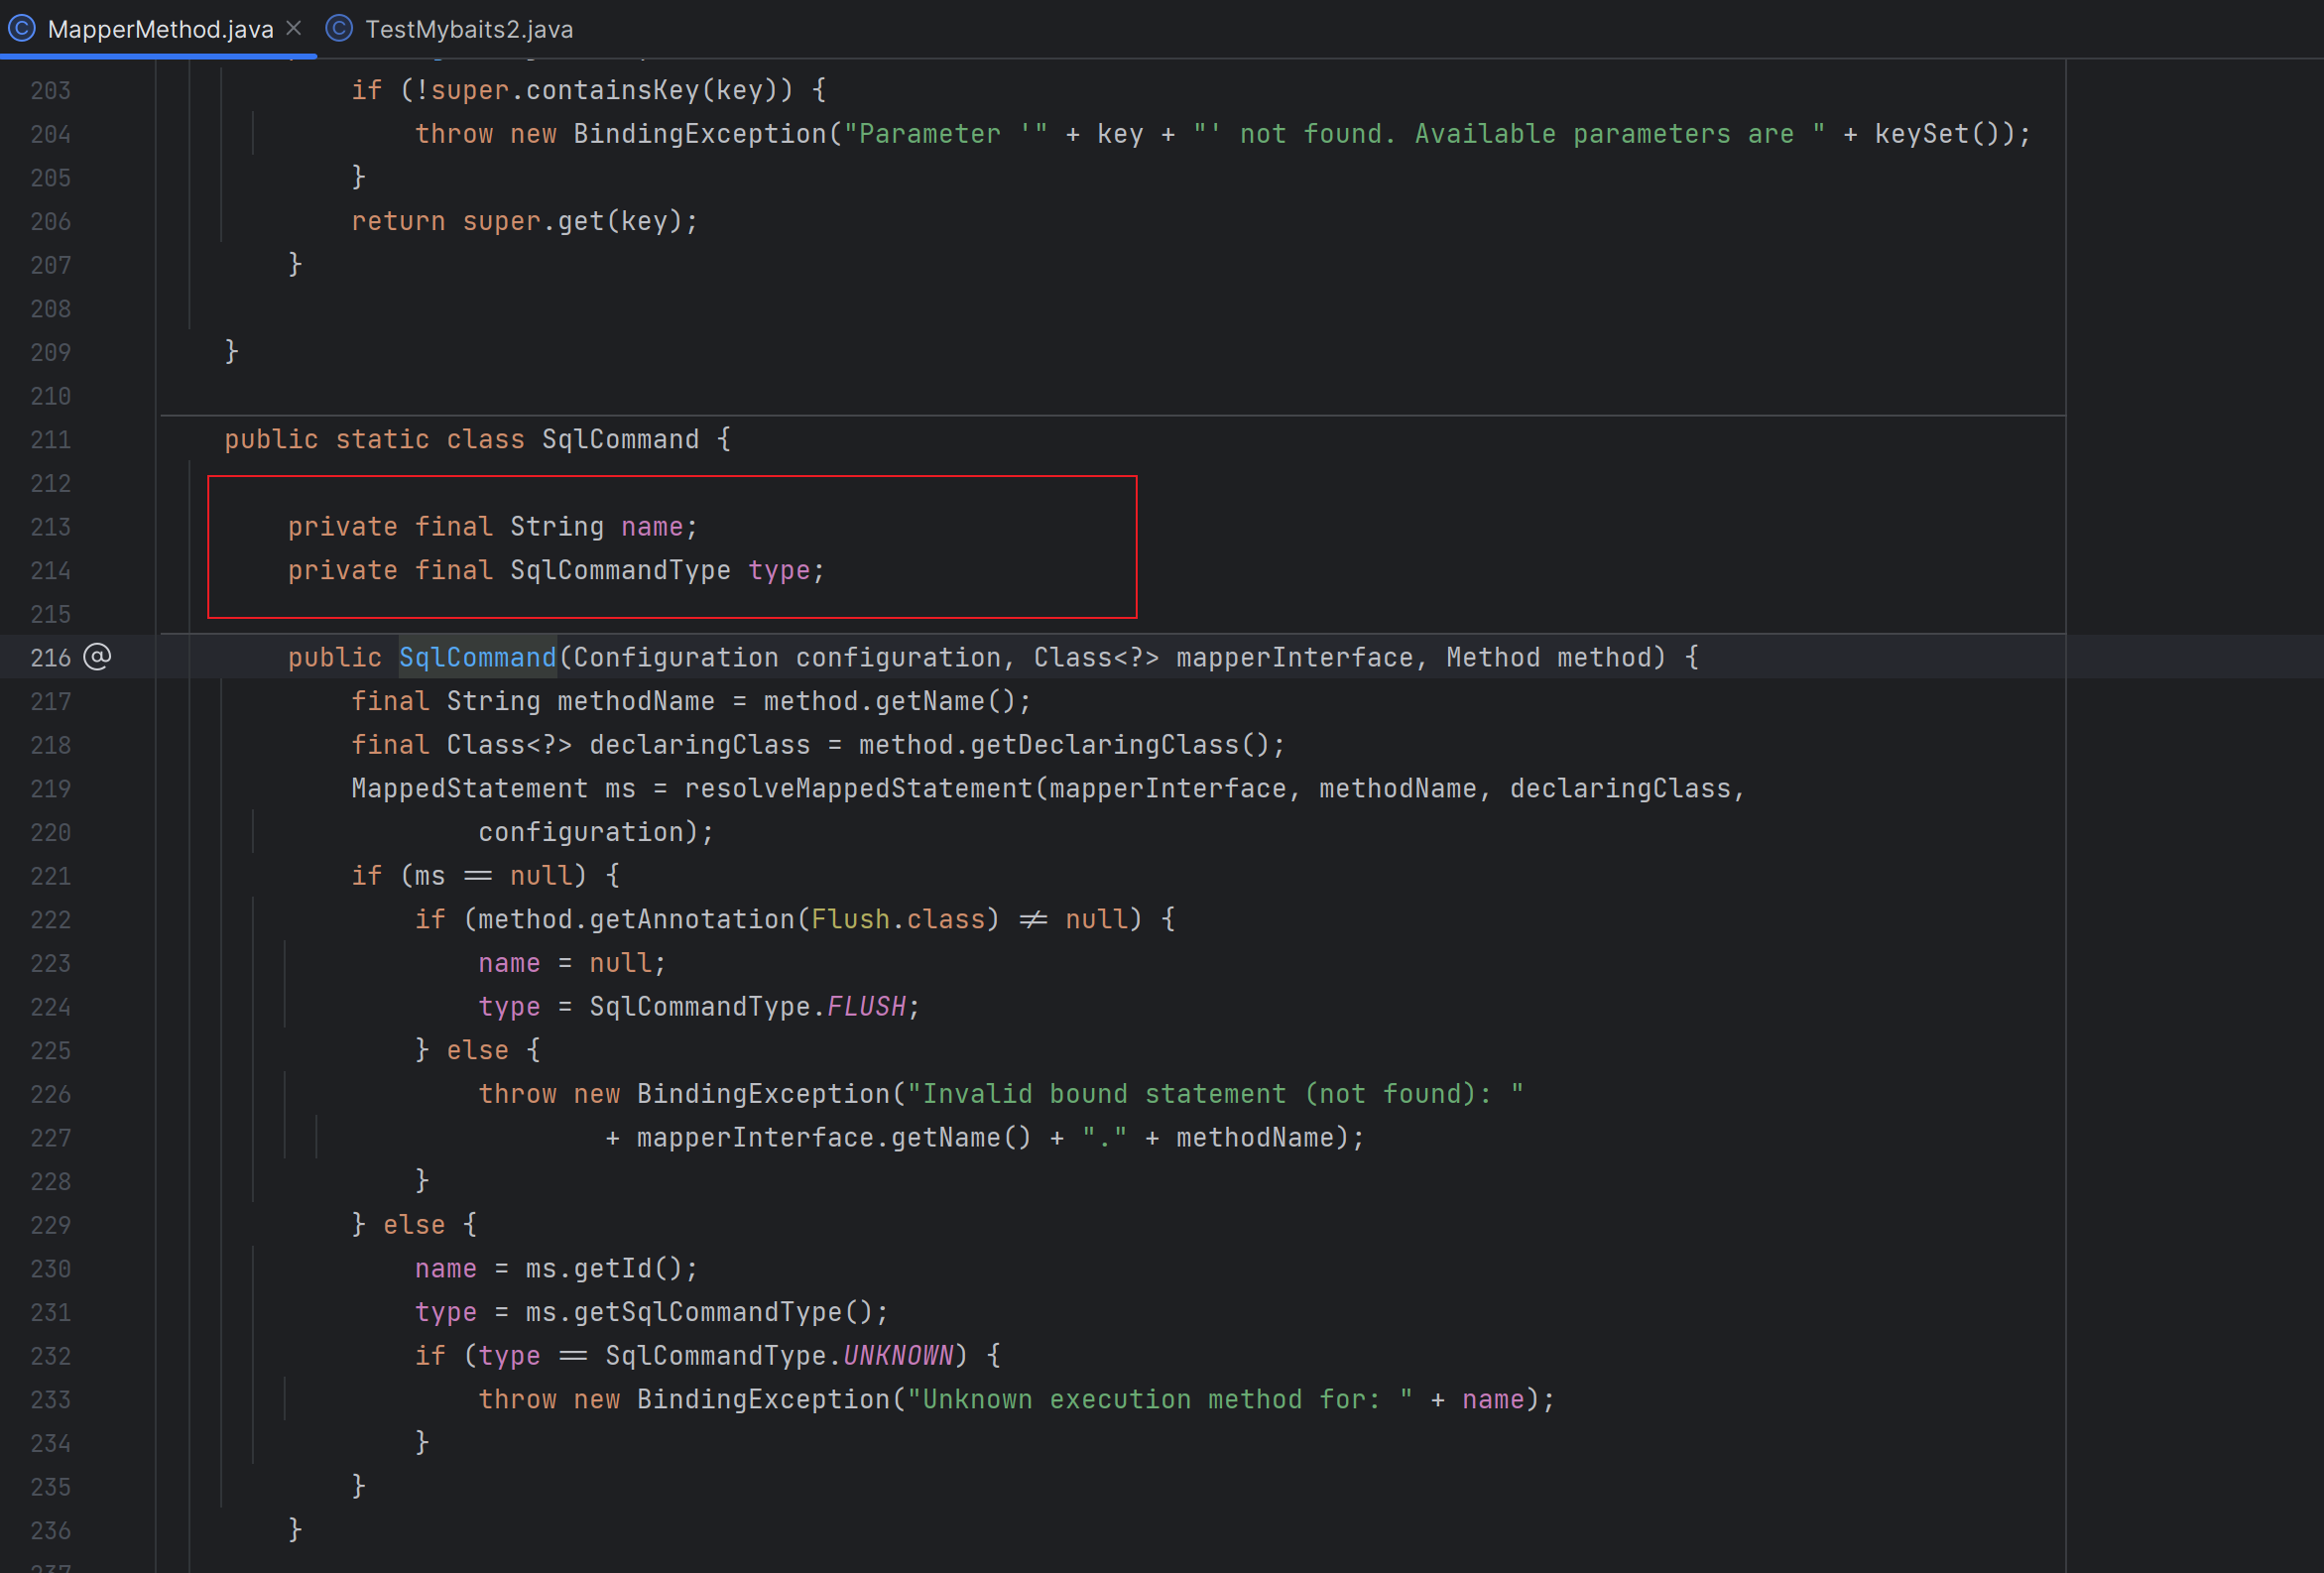 MapperMethod.java
TestMybaits2.java
203 if (!super.containsKey(key)) {
204 throw new BindingException("Parameter '" + key + "' not found. Available parameters are " + keySet());
205 }
206 return super.get(key);
207 }
208
209 }
210
211 public static class SqlCommand {
212
213 private final String name;
214 private final SqlCommandType type;
215
216 @ public SqlCommand(Configuration configuration, Class<?> mapperInterface, Method method) {
217 final String methodName = method.getName();
218 final Class<?> declaringClass = method.getDeclaringClass();
219 MappedStatement ms = resolveMappedStatement(mapperInterface, methodName, declaringClass,
220 configuration);
221 if (ms == null) {
222 if (method.getAnnotation(Flush.class) != null) {
223 name = null;
224 type = SqlCommandType.FLUSH;
225 } else {
226 throw new BindingException("Invalid bound statement (not found): "
227 + mapperInterface.getName() + "." + methodName);
228 }
229 } else {
230 name = ms.getId();
231 type = ms.getSqlCommandType();
232 if (type == SqlCommandType.UNKNOWN) {
233 throw new BindingException("Unknown execution method for: " + name);
234 }
235 }
236 }
237